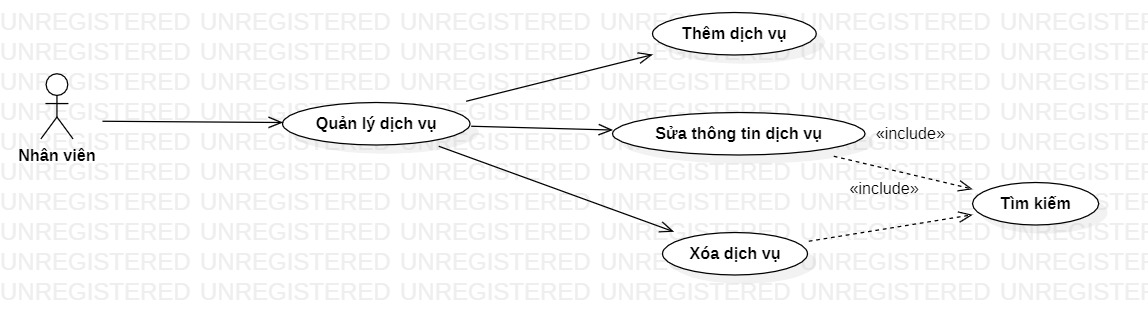 UNREGISTERED UNREGISTERED UNREGISTERED UNREGISTERED UNREGISTERED UNREGISTERED
Thêm dịch vụ
Quản lý dịch vụ
Sửa thông tin dịch vụ
«include»
Nhân viên
«include»
Tìm kiếm
Xóa dịch vụ